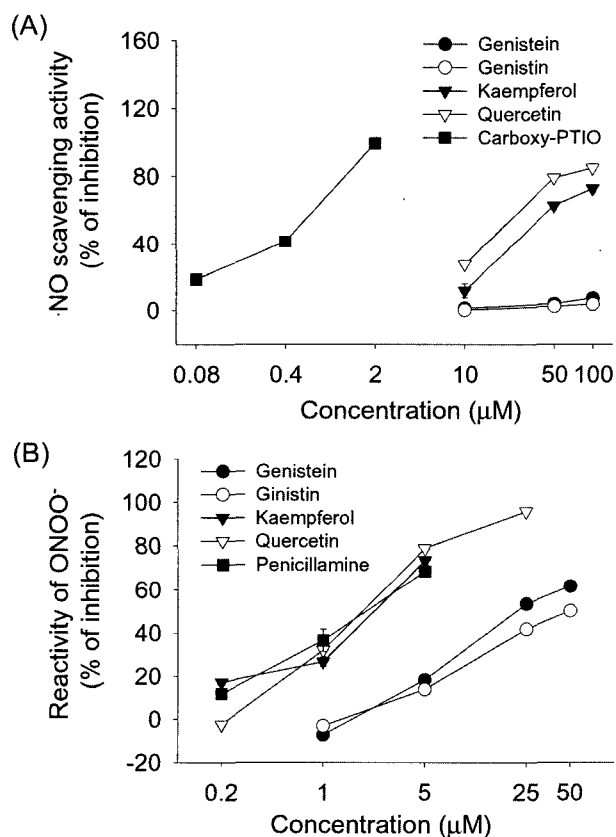 (A)
160
120
80
40
0
·NO scavenging activity
(% of inhibition)
Genistein
Genistin
Kaempferol
Quercetin
Carboxy-PTIO
0.08 0.4 2 10 50 100
Concentration (μM)
(B)
120
100
80
60
40
20
0
-20
Reactivity of ONOO⁻
(% of inhibition)
Genistein
Ginistin
Kaempferol
Quercetin
Penicillamine
0.2 1 5 25 50
Concentration (μM)